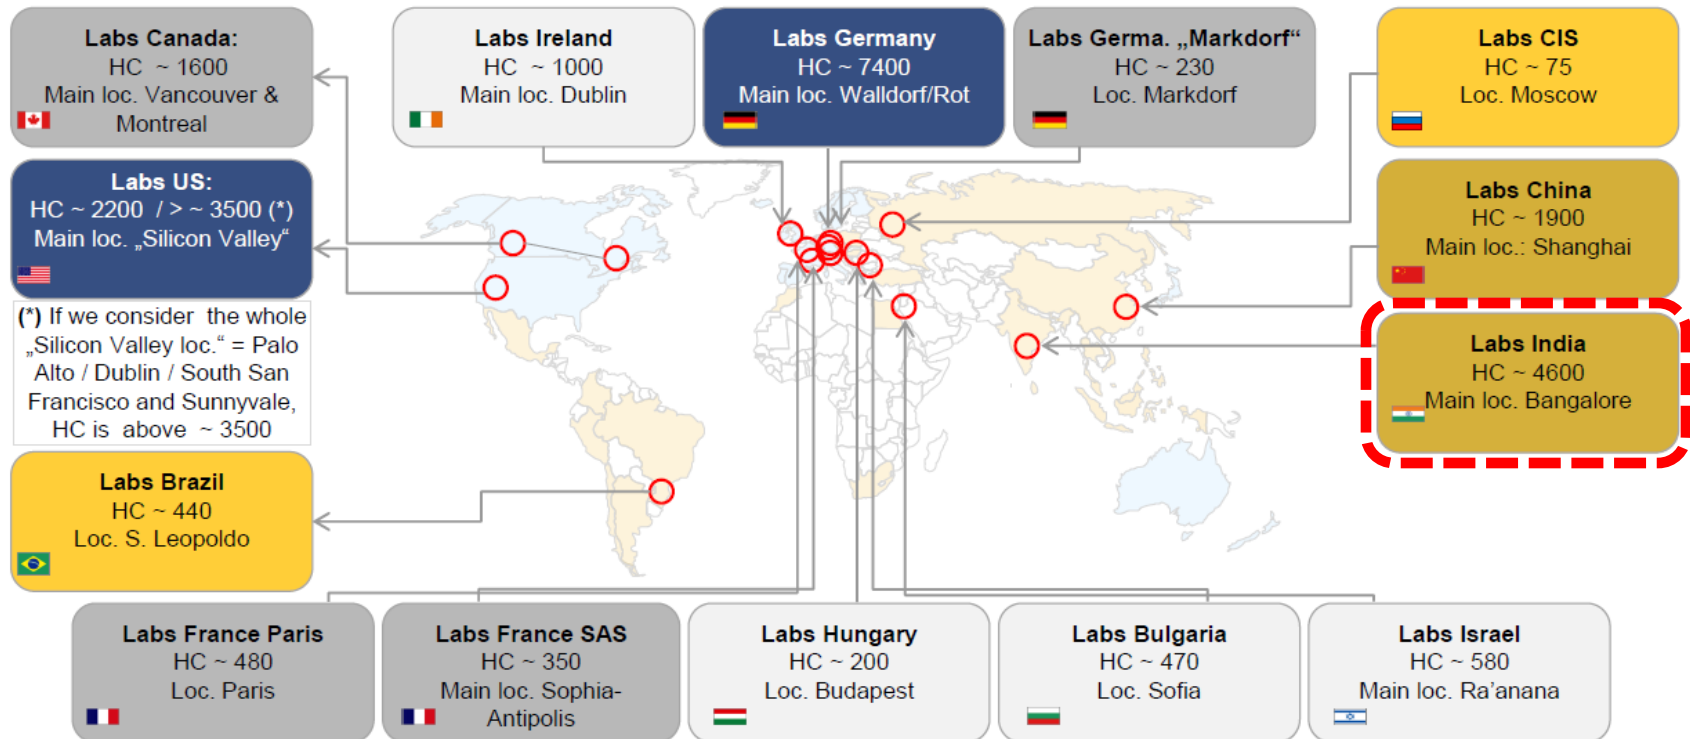 Labs Canada:
HC ~ 1600
Main loc. Vancouver &
Montreal
Labs Ireland
HC ~ 1000
Main loc. Dublin
Labs Germany
HC ~ 7400
Main loc. Walldorf/Rot
Labs Germa. „Markdorf“
HC ~ 230
Loc. Markdorf
Labs CIS
HC ~ 75
Loc. Moscow
Labs US:
HC ~ 2200 / > ~ 3500 (*)
Main loc. „Silicon Valley“
Labs China
HC ~ 1900
Main loc.: Shanghai
(*) If we consider the whole
„Silicon Valley loc.“ = Palo
Alto / Dublin / South San
Francisco and Sunnyvale,
HC is above ~ 3500
Labs India
HC ~ 4600
Main loc. Bangalore
Labs Brazil
HC ~ 440
Loc. S. Leopoldo
Labs France Paris
HC ~ 480
Loc. Paris
Labs France SAS
HC ~ 350
Main loc. Sophia-
Antipolis
Labs Hungary
HC ~ 200
Loc. Budapest
Labs Bulgaria
HC ~ 470
Loc. Sofia
Labs Israel
HC ~ 580
Main loc. Ra’anana